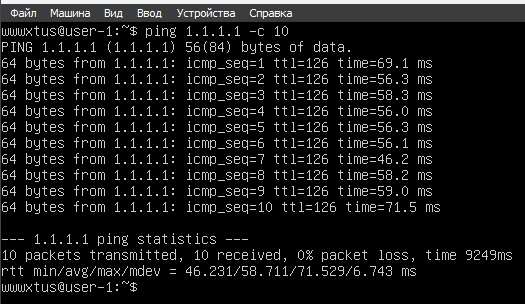 Файл Машина Вид Ввод Устройства Справка
wwwxtus@user-1:~$ ping 1.1.1.1 -c 10
PING 1.1.1.1 (1.1.1.1) 56(84) bytes of data.
64 bytes from 1.1.1.1: icmp_seq=1 ttl=126 time=69.1 ms
64 bytes from 1.1.1.1: icmp_seq=2 ttl=126 time=56.3 ms
64 bytes from 1.1.1.1: icmp_seq=3 ttl=126 time=58.3 ms
64 bytes from 1.1.1.1: icmp_seq=4 ttl=126 time=56.0 ms
64 bytes from 1.1.1.1: icmp_seq=5 ttl=126 time=56.3 ms
64 bytes from 1.1.1.1: icmp_seq=6 ttl=126 time=56.1 ms
64 bytes from 1.1.1.1: icmp_seq=7 ttl=126 time=46.2 ms
64 bytes from 1.1.1.1: icmp_seq=8 ttl=126 time=58.2 ms
64 bytes from 1.1.1.1: icmp_seq=9 ttl=126 time=59.0 ms
64 bytes from 1.1.1.1: icmp_seq=10 ttl=126 time=71.5 ms
--- 1.1.1.1 ping statistics ---
10 packets transmitted, 10 received, 0% packet loss, time 9249ms
rtt min/avg/max/mdev = 46.231/58.711/71.529/6.743 ms
wwwxtus@user-1:~$